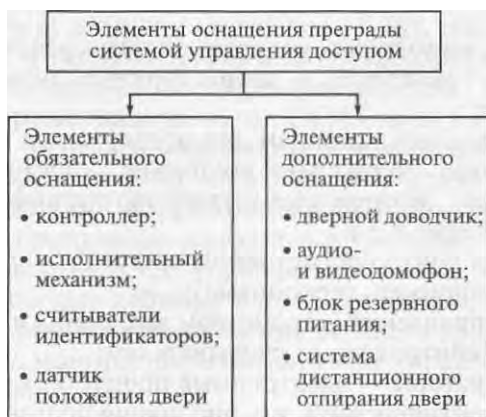 Элементы оснащения преграды
системой управления доступом
Элементы
обязательного
оснащения:
• контроллер;
• исполнительный
механизм;
• считыватели
идентификаторов;
• датчик
положения двери
Элементы
дополнительного
оснащения:
• дверной доводчик;
• аудио-
и видеодомофон;
• блок резервного
питания;
• система
дистанционного
отпирания двери